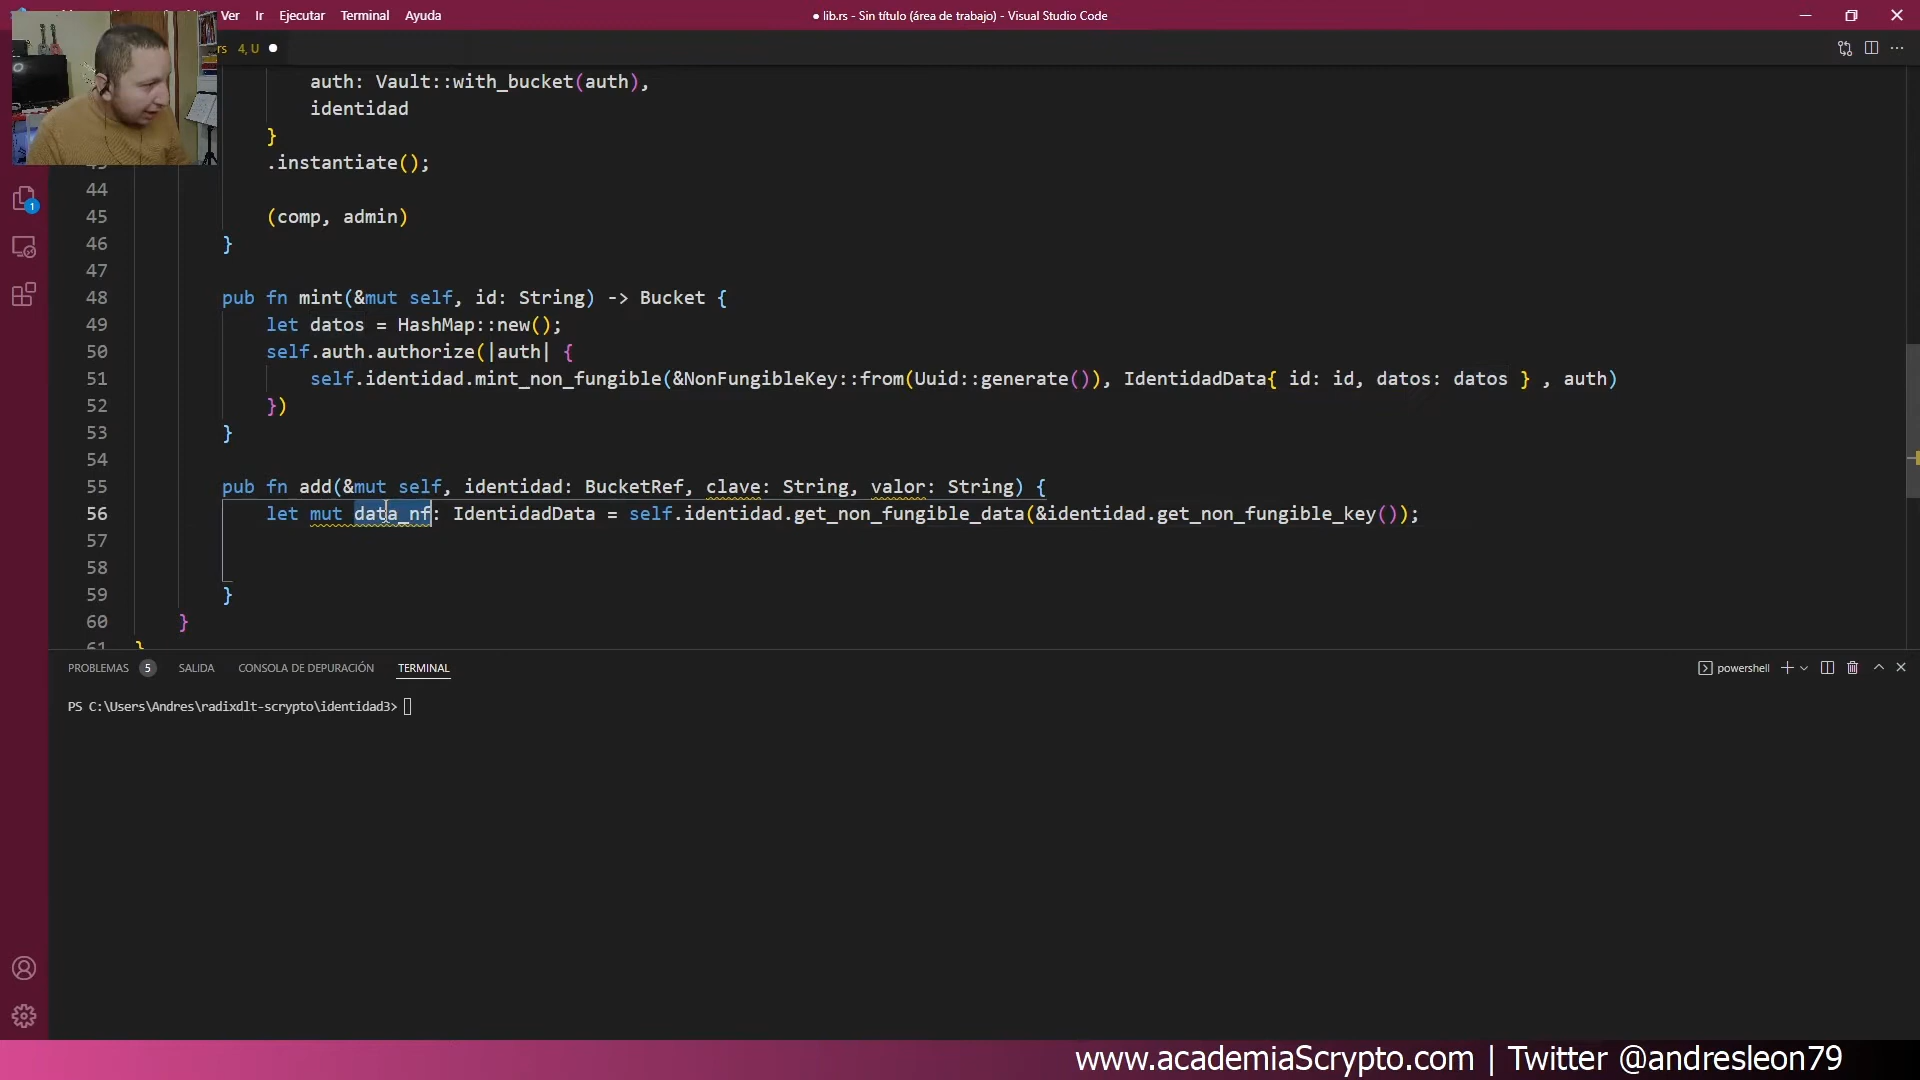 Ver Ir Ejecutar Terminal Ayuda
● lib.rs - Sin título (área de trabajo) - Visual Studio Code
rs 4, U
auth: Vault::with_bucket(auth),
identidad
}
.instantiate();
44
45 (comp, admin)
46 }
47
48 pub fn mint(&mut self, id: String) -> Bucket {
49 let datos = HashMap::new();
50 self.auth.authorize(|auth| {
51 self.identidad.mint_non_fungible(&NonFungibleKey::from(Uuid::generate()), IdentidadData{ id: id, datos: datos } , auth)
52 })
53 }
54
55 pub fn add(&mut self, identidad: BucketRef, clave: String, valor: String) {
56 let mut data_nf: IdentidadData = self.identidad.get_non_fungible_data(&identidad.get_non_fungible_key());
57
58
59 }
60 }
61 }
1
PROBLEMAS 5 SALIDA CONSOLA DE DEPURACIÓN TERMINAL
powershell
PS C:\Users\Andres\radixdlt-scrypto\identidad3>
www.academiaScrypto.com | Twitter @andresleon79